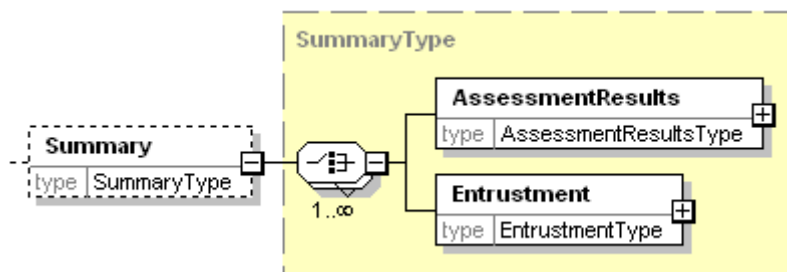 SummaryType
AssessmentResults
type AssessmentResultsType
Summary
type SummaryType
1..∞
Entrustment
type EntrustmentType